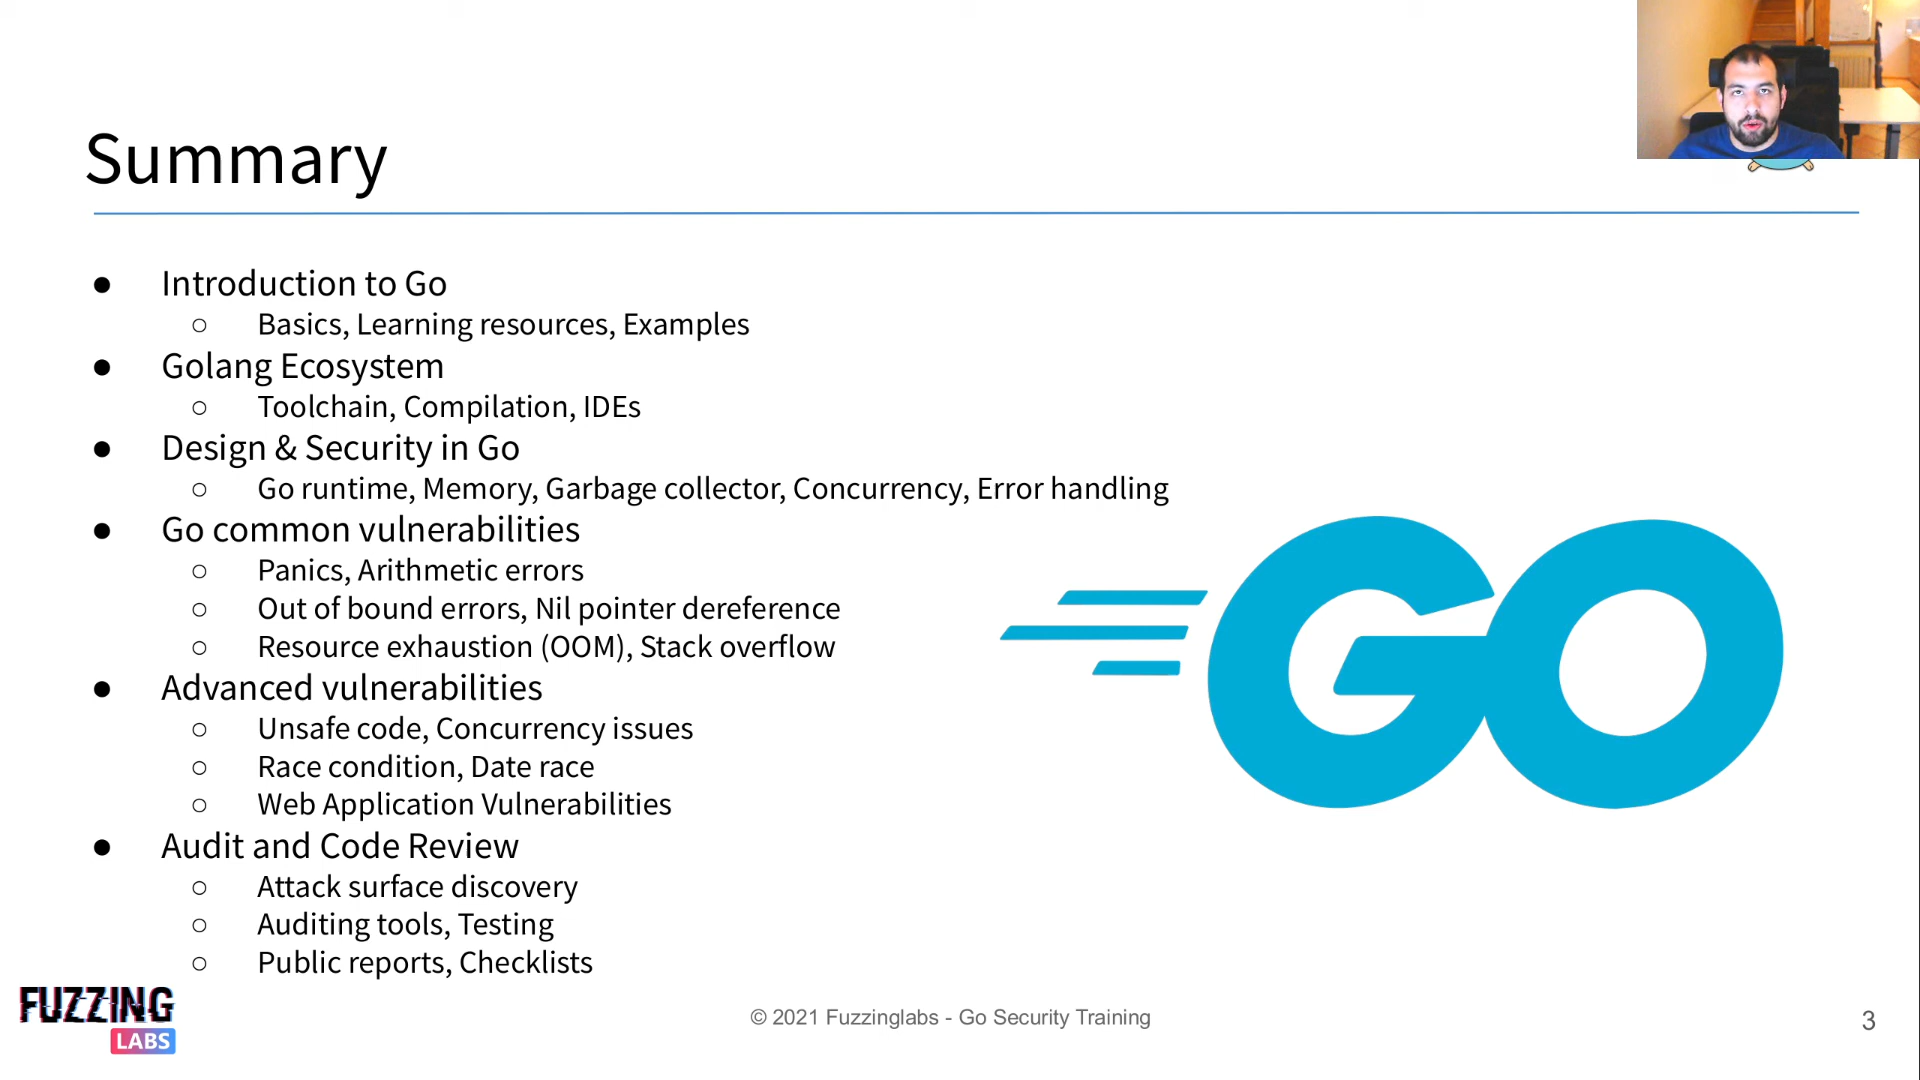 Summary
● Introduction to Go
○ Basics, Learning resources, Examples
● Golang Ecosystem
○ Toolchain, Compilation, IDEs
● Design & Security in Go
○ Go runtime, Memory, Garbage collector, Concurrency, Error handling
● Go common vulnerabilities
○ Panics, Arithmetic errors
○ Out of bound errors, Nil pointer dereference
○ Resource exhaustion (OOM), Stack overflow
● Advanced vulnerabilities
○ Unsafe code, Concurrency issues
○ Race condition, Date race
○ Web Application Vulnerabilities
● Audit and Code Review
○ Attack surface discovery
○ Auditing tools, Testing
○ Public reports, Checklists
GO
FUZZING
LABS
© 2021 Fuzzinglabs - Go Security Training
3